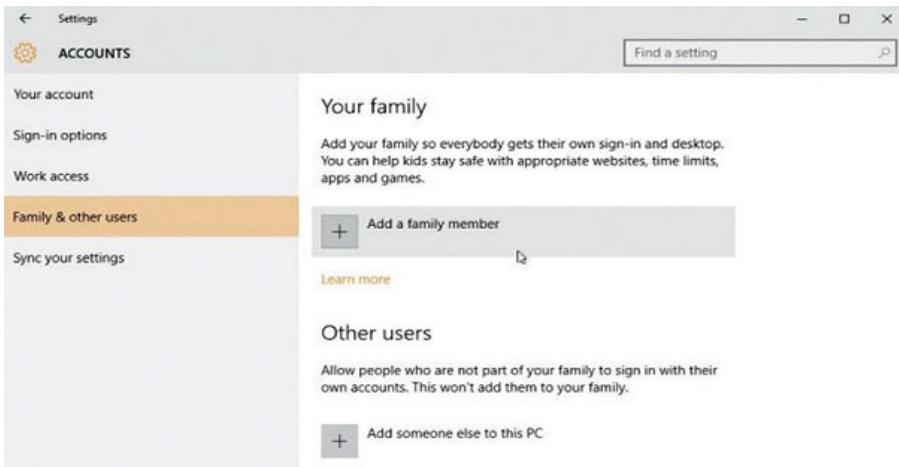 Settings
ACCOUNTS
Find a setting
Your account
Sign-in options
Work access
Family & other users
Sync your settings
Your family
Add your family so everybody gets their own sign-in and desktop.
You can help kids stay safe with appropriate websites, time limits,
apps and games.
Add a family member
Learn more
Other users
Allow people who are not part of your family to sign in with their
own accounts. This won't add them to your family.
Add someone else to this PC